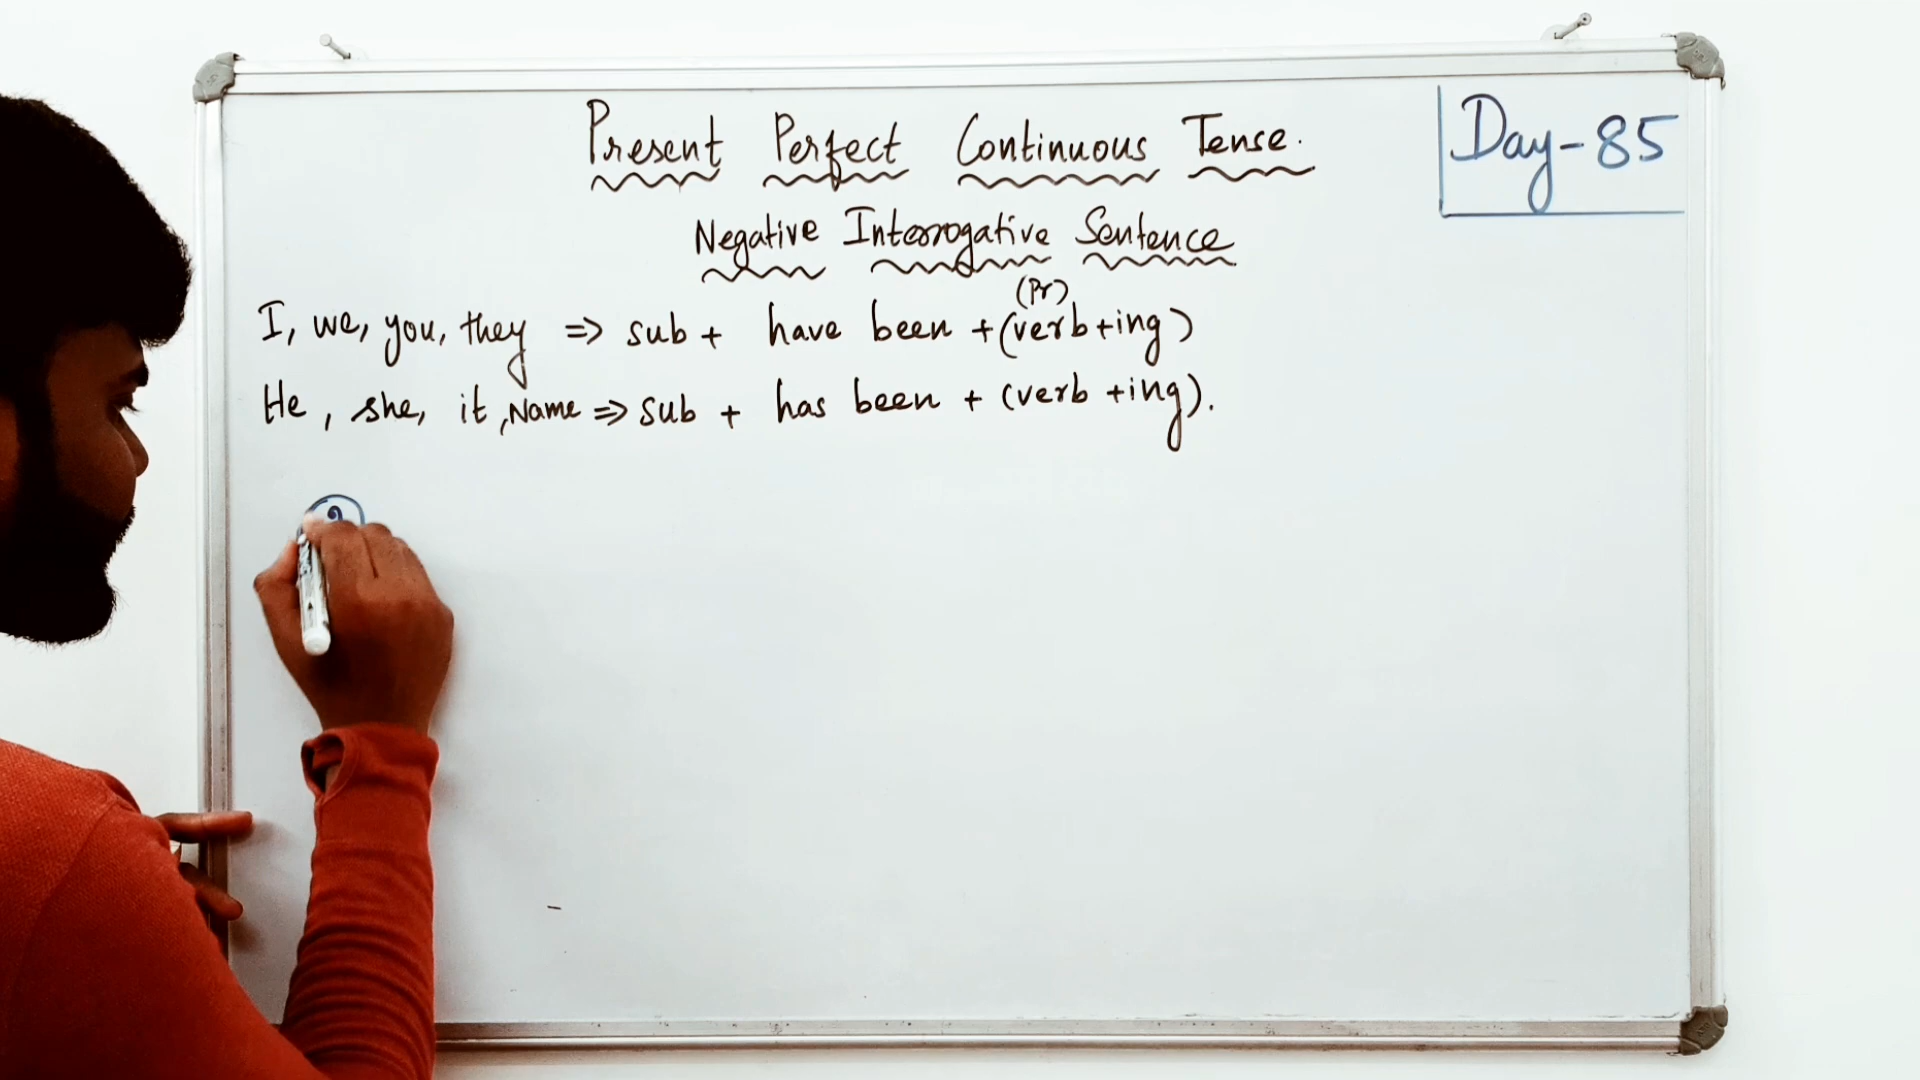 Present Perfect Continuous Tense.
Day-85
Negative Interrogative Sentence
(Pr)
I, we, you, they => sub + have been + (verb+ing)
He, she, it, Name => sub + has been + (verb +ing).